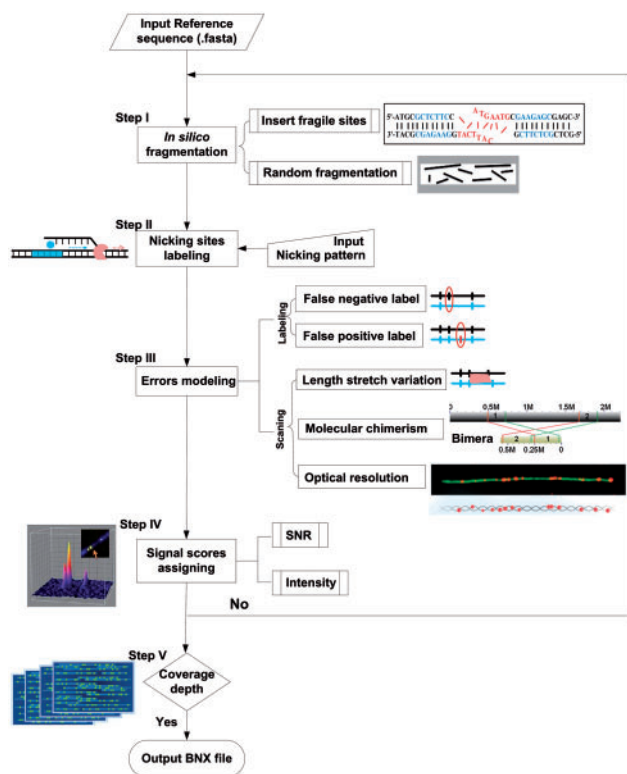 Input Reference
sequence (.fasta)
Step I
In silico
fragmentation
Insert fragile sites
5'-ATGCGCTCTTCC
ATGAATGCGAAGAGCGAGC-3'
3'-TACGCGAGAAGGTACTTAC
GCTTCTCGCTCG-5'
Random fragmentation
Step II
Nicking sites
labeling
Input
Nicking pattern
Step III
Errors modeling
Labeling
False negative label
False positive label
Scaning
Length stretch variation
Molecular chimerism
0 0.5M 1M 1.5M 2M
1 2
Bimera
2 1
0.5M 0.25M 0
Optical resolution
Step IV
Signal scores
assigning
SNR
Intensity
No
Step V
Coverage
depth
Yes
Output BNX file